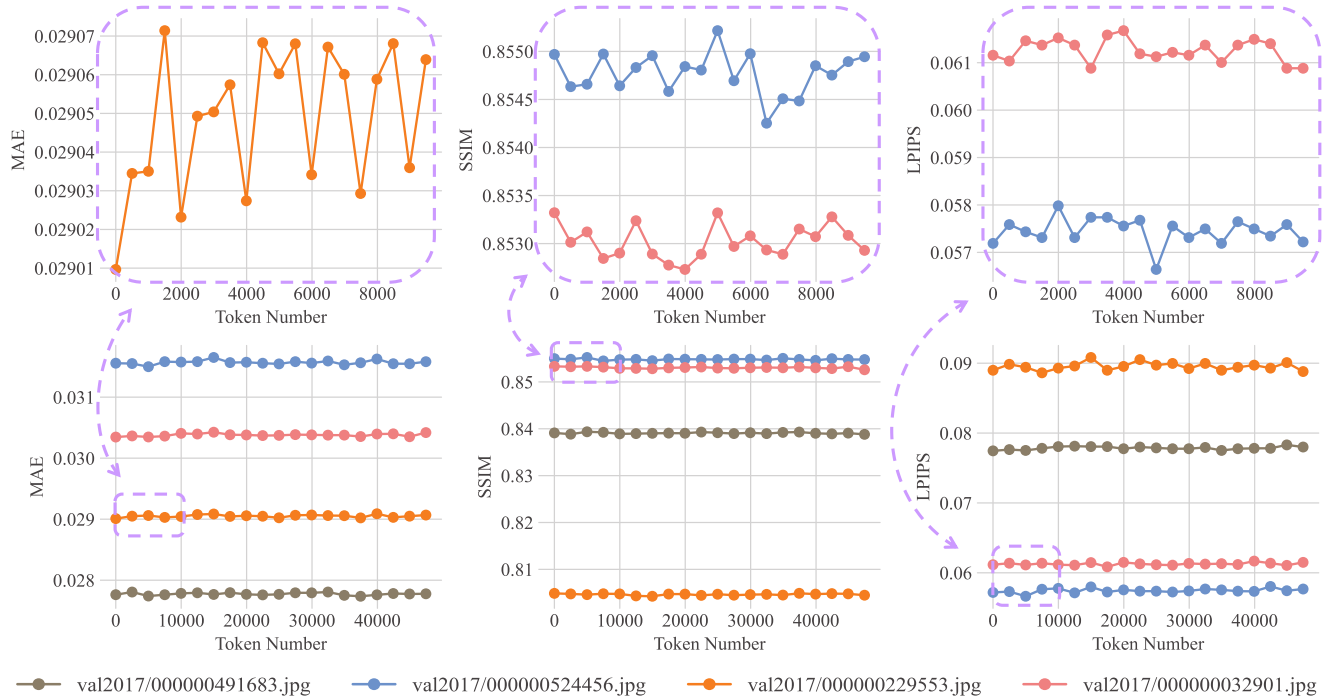 MAE
0.02907
0.02906
0.02905
0.02904
0.02903
0.02902
0.02901
0 2000 4000 6000 8000
Token Number
SSIM
0.8550
0.8545
0.8540
0.8535
0.8530
0 2000 4000 6000 8000
Token Number
LPIPS
0.061
0.060
0.059
0.058
0.057
0 2000 4000 6000 8000
Token Number
MAE
0.031
0.030
0.029
0.028
0 10000 20000 30000 40000
Token Number
SSIM
0.85
0.84
0.83
0.82
0.81
0 10000 20000 30000 40000
Token Number
LPIPS
0.09
0.08
0.07
0.06
0 10000 20000 30000 40000
Token Number
val2017/000000491683.jpg val2017/000000524456.jpg val2017/000000229553.jpg val2017/000000032901.jpg